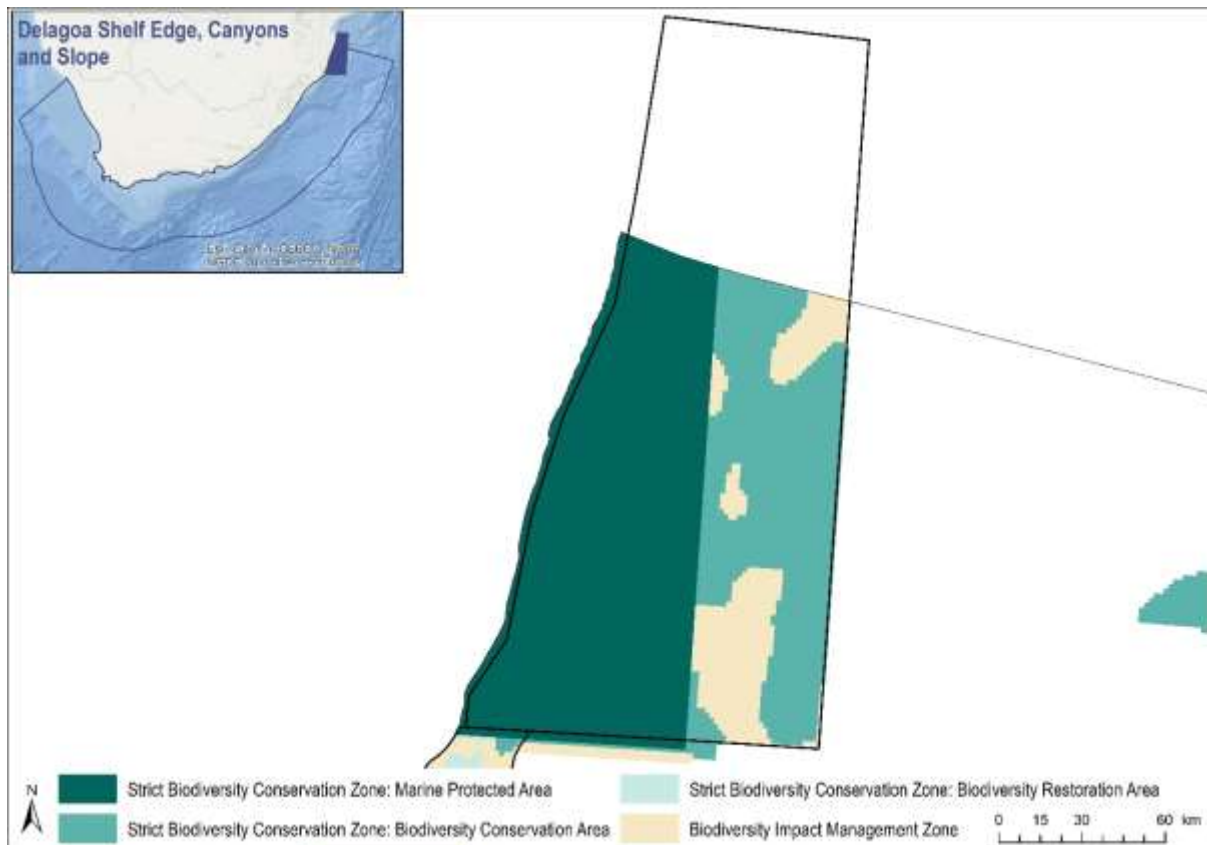 Delagoa Shelf Edge, Canyons
and Slope
N
Strict Biodiversity Conservation Zone: Marine Protected Area
Strict Biodiversity Conservation Zone: Biodiversity Restoration Area
Strict Biodiversity Conservation Zone: Biodiversity Conservation Area
Biodiversity Impact Management Zone
0 15 30 60 km